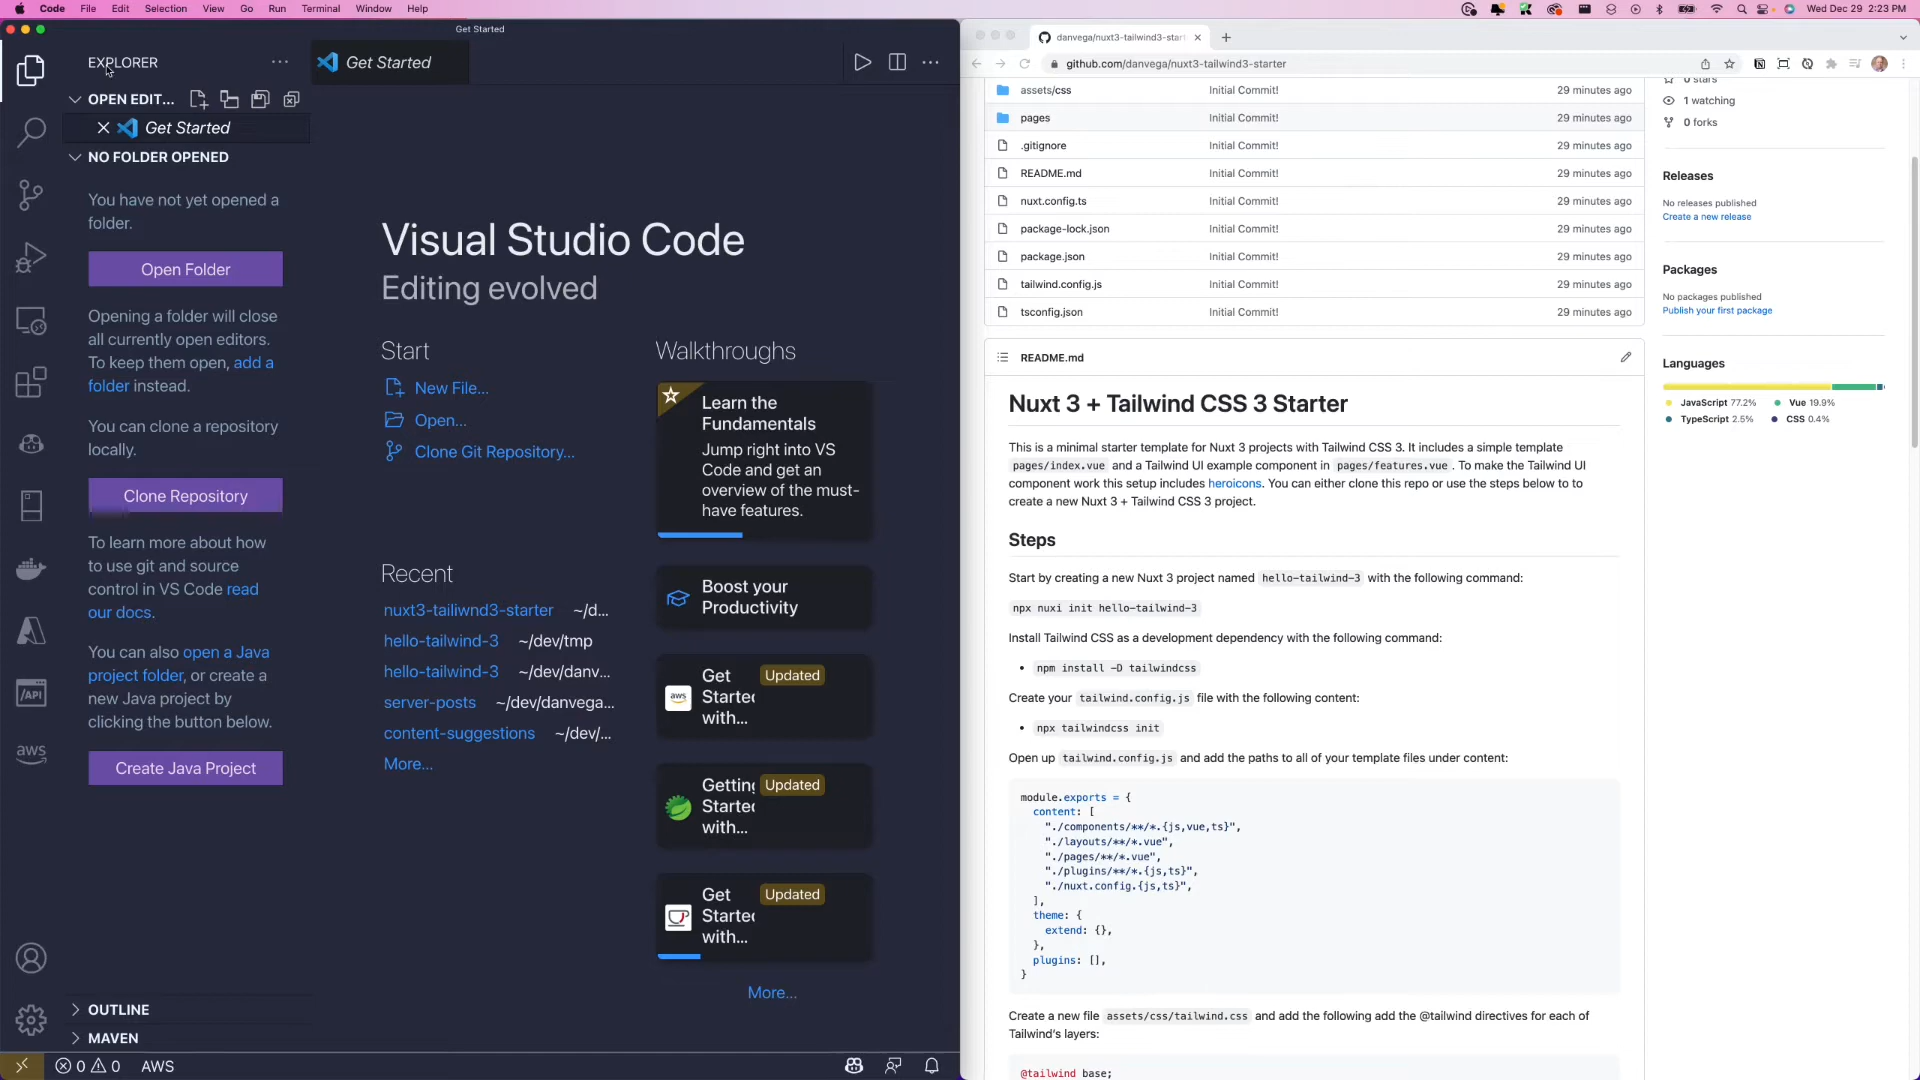 Code File Edit Selection View Go Run Terminal Window Help
Wed Dec 29 2:23 PM
Get Started
EXPLORER
Get Started
OPEN EDIT...
Get Started
NO FOLDER OPENED
You have not yet opened a
folder.
Open Folder
Opening a folder will close
all currently open editors.
To keep them open, add a
folder instead.
You can clone a repository
locally.
Clone Repository
To learn more about how
to use git and source
control in VS Code read
our docs.
You can also open a Java
project folder, or create a
new Java project by
clicking the button below.
Create Java Project
/API
aws
OUTLINE
MAVEN
0 0 AWS
Visual Studio Code
Editing evolved
Start
New File...
Open...
Clone Git Repository...
Recent
nuxt3-tailiwnd3-starter ~/d...
hello-tailwind-3 ~/dev/tmp
hello-tailwind-3 ~/dev/danv...
server-posts ~/dev/danvega...
content-suggestions ~/dev/...
More...
Walkthroughs
Learn the
Fundamentals
Jump right into VS
Code and get an
overview of the must-
have features.
Boost your
Productivity
aws
Get
Started
with...
Updated
Getting
Started
with...
Updated
Get
Started
with...
Updated
More...
danvega/nuxt3-tailwind3-start
github.com/danvega/nuxt3-tailwind3-starter
assets/css Initial Commit! 29 minutes ago
pages Initial Commit! 29 minutes ago
.gitignore Initial Commit! 29 minutes ago
README.md Initial Commit! 29 minutes ago
nuxt.config.ts Initial Commit! 29 minutes ago
package-lock.json Initial Commit! 29 minutes ago
package.json Initial Commit! 29 minutes ago
tailwind.config.js Initial Commit! 29 minutes ago
tsconfig.json Initial Commit! 29 minutes ago
README.md
Nuxt 3 + Tailwind CSS 3 Starter
This is a minimal starter template for Nuxt 3 projects with Tailwind CSS 3. It includes a simple template
pages/index.vue and a Tailwind UI example component in pages/features.vue . To make the Tailwind UI
component work this setup includes heroicons. You can either clone this repo or use the steps below to to
create a new Nuxt 3 + Tailwind CSS 3 project.
Steps
Start by creating a new Nuxt 3 project named hello-tailwind-3 with the following command:
npx nuxi init hello-tailwind-3
Install Tailwind CSS as a development dependency with the following command:
npm install -D tailwindcss
Create your tailwind.config.js file with the following content:
npx tailwindcss init
Open up tailwind.config.js and add the paths to all of your template files under content:
module.exports = {
content: [
"./components/**/*.{js,vue,ts}",
"./layouts/**/*.vue",
"./pages/**/*.vue",
"./plugins/**/*.{js,ts}",
"./nuxt.config.{js,ts}",
],
theme: {
extend: {},
},
plugins: [],
}
Create a new file assets/css/tailwind.css and add the following add the @tailwind directives for each of
Tailwind's layers:
@tailwind base;
0 stars
1 watching
0 forks
Releases
No releases published
Create a new release
Packages
No packages published
Publish your first package
Languages
JavaScript 77.2% Vue 19.9%
TypeScript 2.5% CSS 0.4%